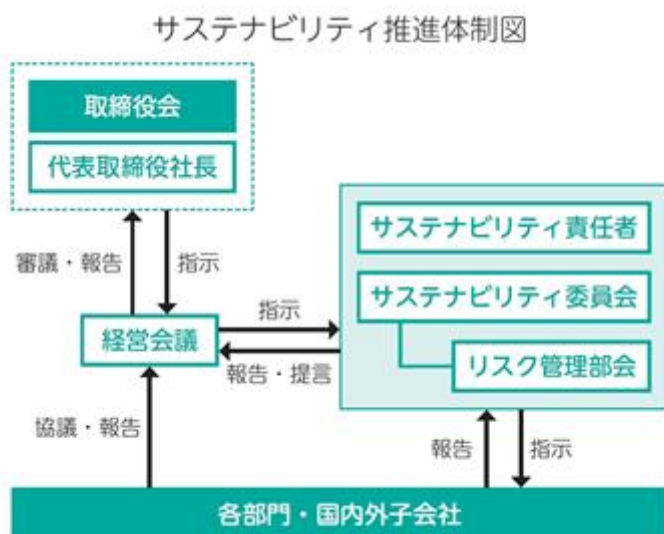 サステナビリティ推進体制図
取締役会
代表取締役社長
サステナビリティ責任者
審議・報告
指示
サステナビリティ委員会
指示
経営会議
リスク管理部会
報告・提言
協議・報告
報告
指示
各部門・国内外子会社